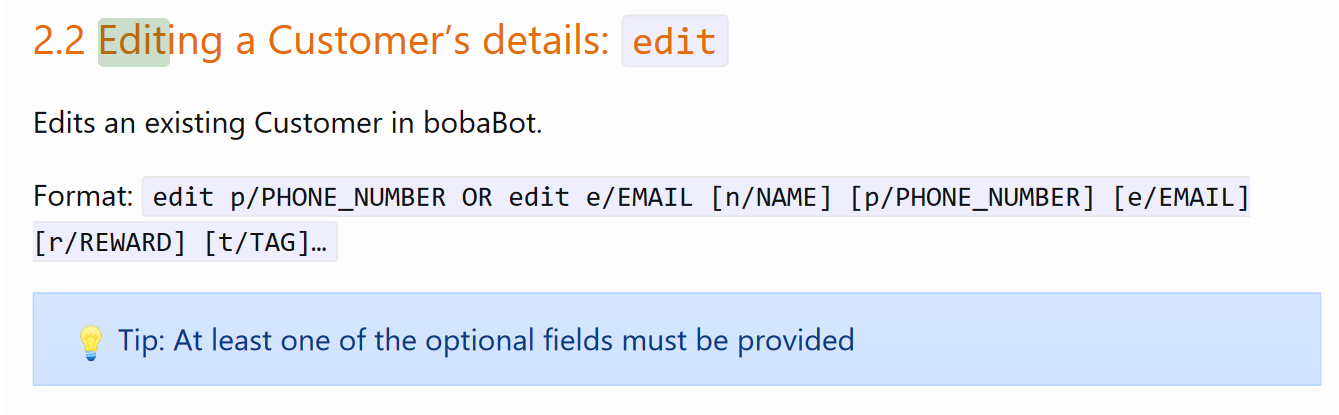 2.2 Editing a Customer’s details: edit
Edits an existing Customer in bobaBot.
Format: edit p/PHONE_NUMBER OR edit e/EMAIL [n/NAME] [p/PHONE_NUMBER] [e/EMAIL]
[r/REWARD] [t/TAG]…
Tip: At least one of the optional fields must be provided